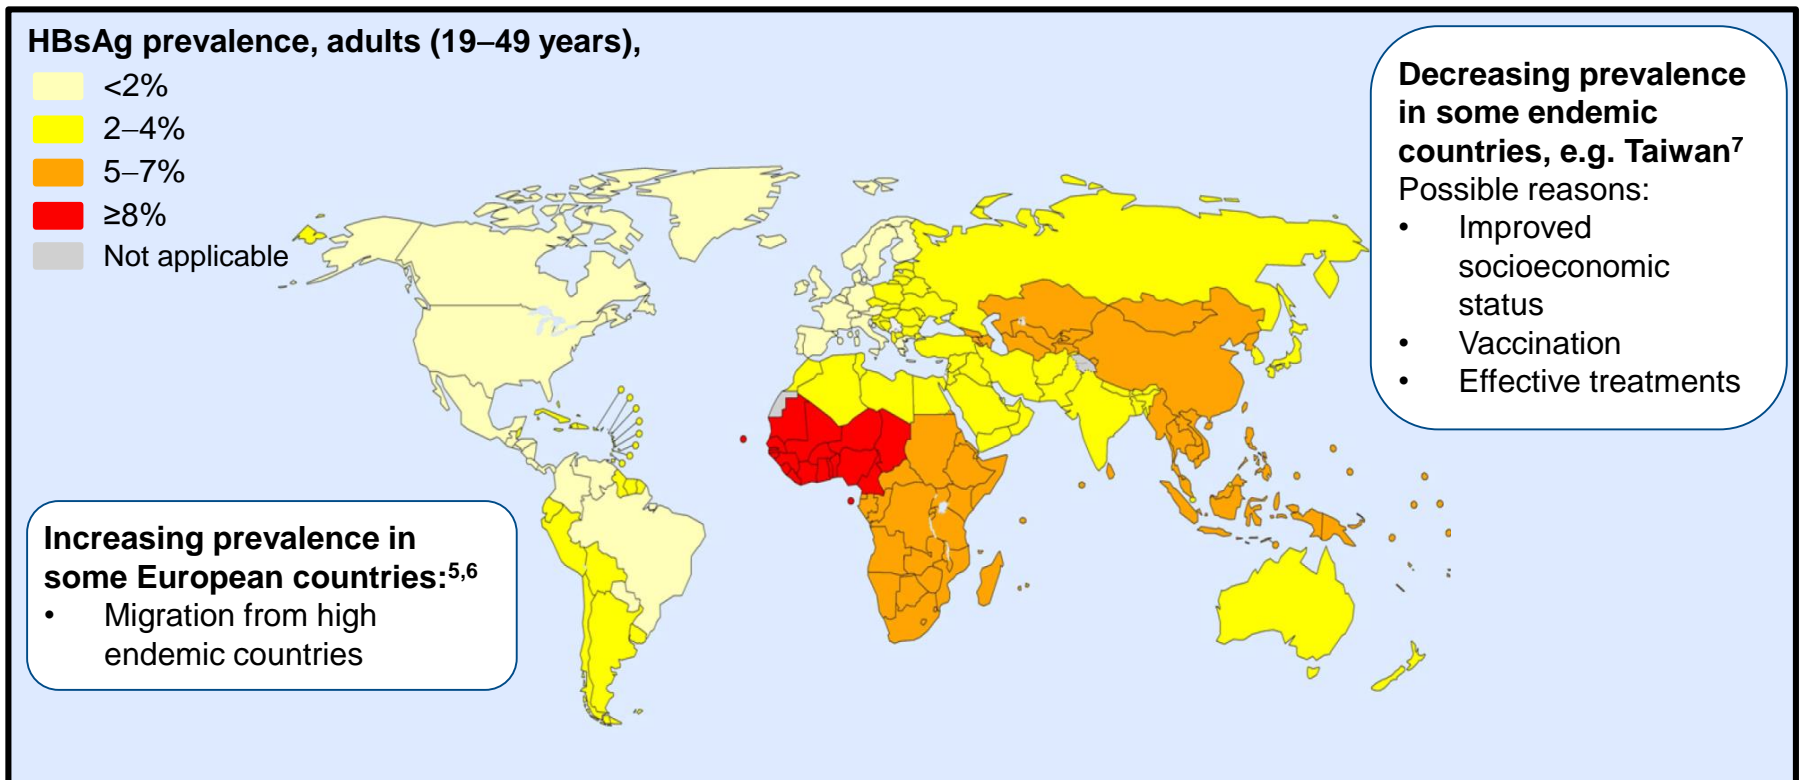 HBsAg prevalence, adults (19–49 years),
<2%
2–4%
5–7%
≥8%
Not applicable
Decreasing prevalence
in some endemic
countries, e.g. Taiwan⁷
Possible reasons:
• Improved
socioeconomic
status
• Vaccination
• Effective treatments
Increasing prevalence in
some European countries:⁵,⁶
• Migration from high
endemic countries